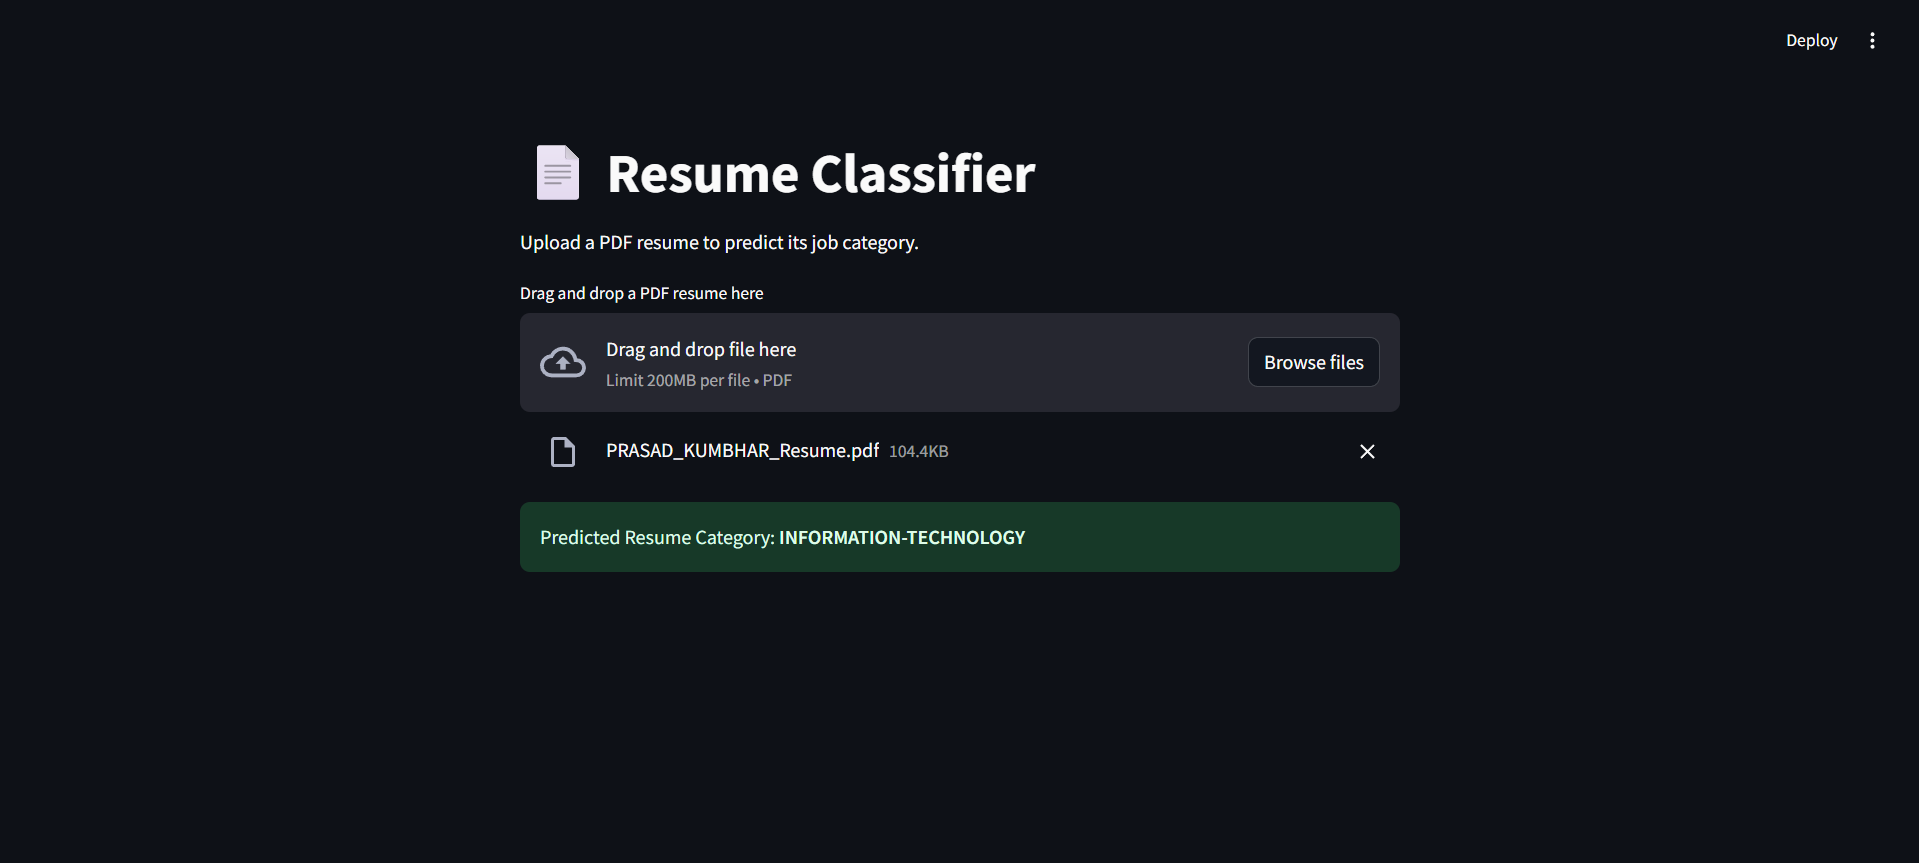 Deploy
Resume Classifier
Upload a PDF resume to predict its job category.
Drag and drop a PDF resume here
Drag and drop file here
Limit 200MB per file • PDF
Browse files
PRASAD_KUMBHAR_Resume.pdf 104.4KB
Predicted Resume Category: INFORMATION-TECHNOLOGY